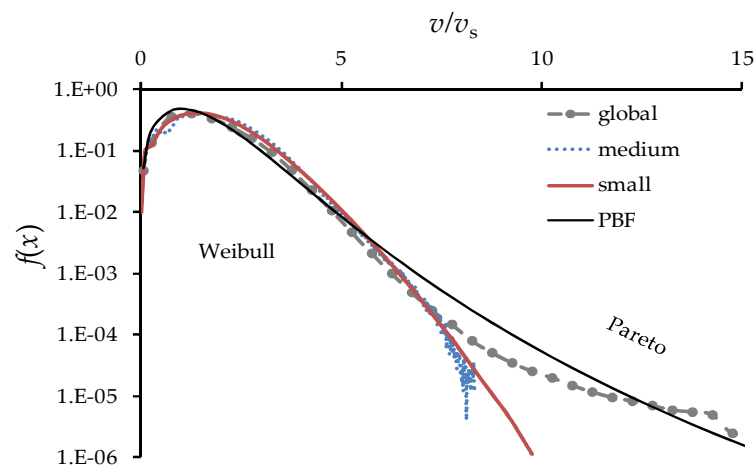 v/vs
0 5 10 15
1.E+00
1.E-01
1.E-02
1.E-03
1.E-04
1.E-05
1.E-06
f(x)
global
medium
small
PBF
Weibull
Pareto